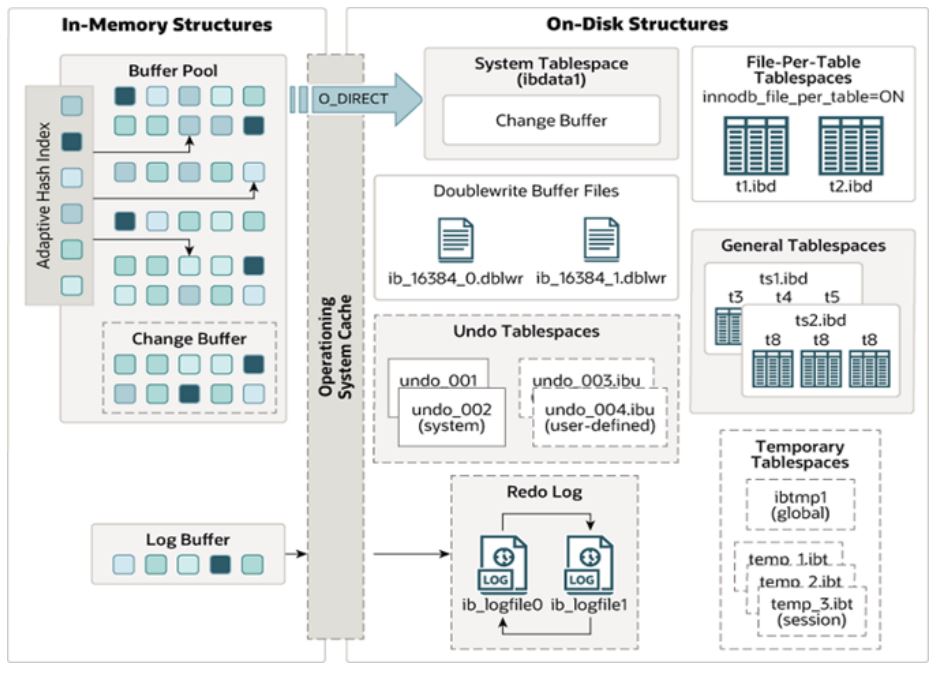 In-Memory Structures
Buffer Pool
Adaptive Hash Index
Change Buffer
Log Buffer
Operationing
System Cache
O_DIRECT
On-Disk Structures
System Tablespace
(ibdata1)
Change Buffer
File-Per-Table
Tablespaces
innodb_file_per_table=ON
t1.ibd
t2.ibd
Doublewrite Buffer Files
ib_16384_0.dblwr
ib_16384_1.dblwr
General Tablespaces
ts1.ibd
t3 t4 t5
ts2.ibd
t8 t8 t8
Undo Tablespaces
undo_001
undo_002
(system)
undo_003.ibu
undo_004.ibu
(user-defined)
Temporary
Tablespaces
ibtmp1
(global)
temp_1.ibt
temp_2.ibt
temp_3.ibt
(session)
Redo Log
LOG
LOG
ib_logfile0
ib_logfile1